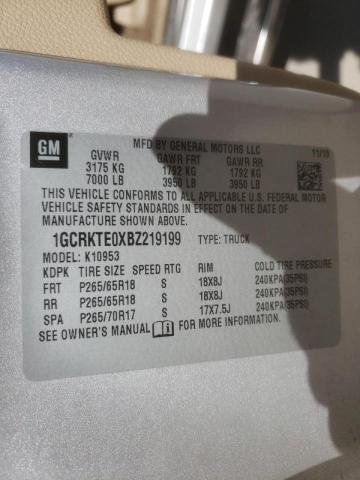 GM
MFD BY GENERAL MOTORS LLC
11/10
GVWR GAWR FRT GAWR RR
3175 KG 1792 KG 1792 KG
7000 LB 3950 LB 3950 LB
THIS VEHICLE CONFORMS TO ALL APPLICABLE U.S. FEDERAL MOTOR
VEHICLE SAFETY STANDARDS IN EFFECT ON THE DATE OF
MANUFACTURE SHOWN ABOVE.
1GCRKTE0XBZ219199 TYPE: TRUCK
MODEL: K10953
KDPK TIRE SIZE SPEED RTG RIM COLD TIRE PRESSURE
FRT P265/65R18 S 18X8J 240KPA(35PSI)
RR P265/65R18 S 18X8J 240KPA(35PSI)
SPA P265/70R17 S 17X7.5J 240KPA(35PSI)
SEE OWNER'S MANUAL FOR MORE INFORMATION.